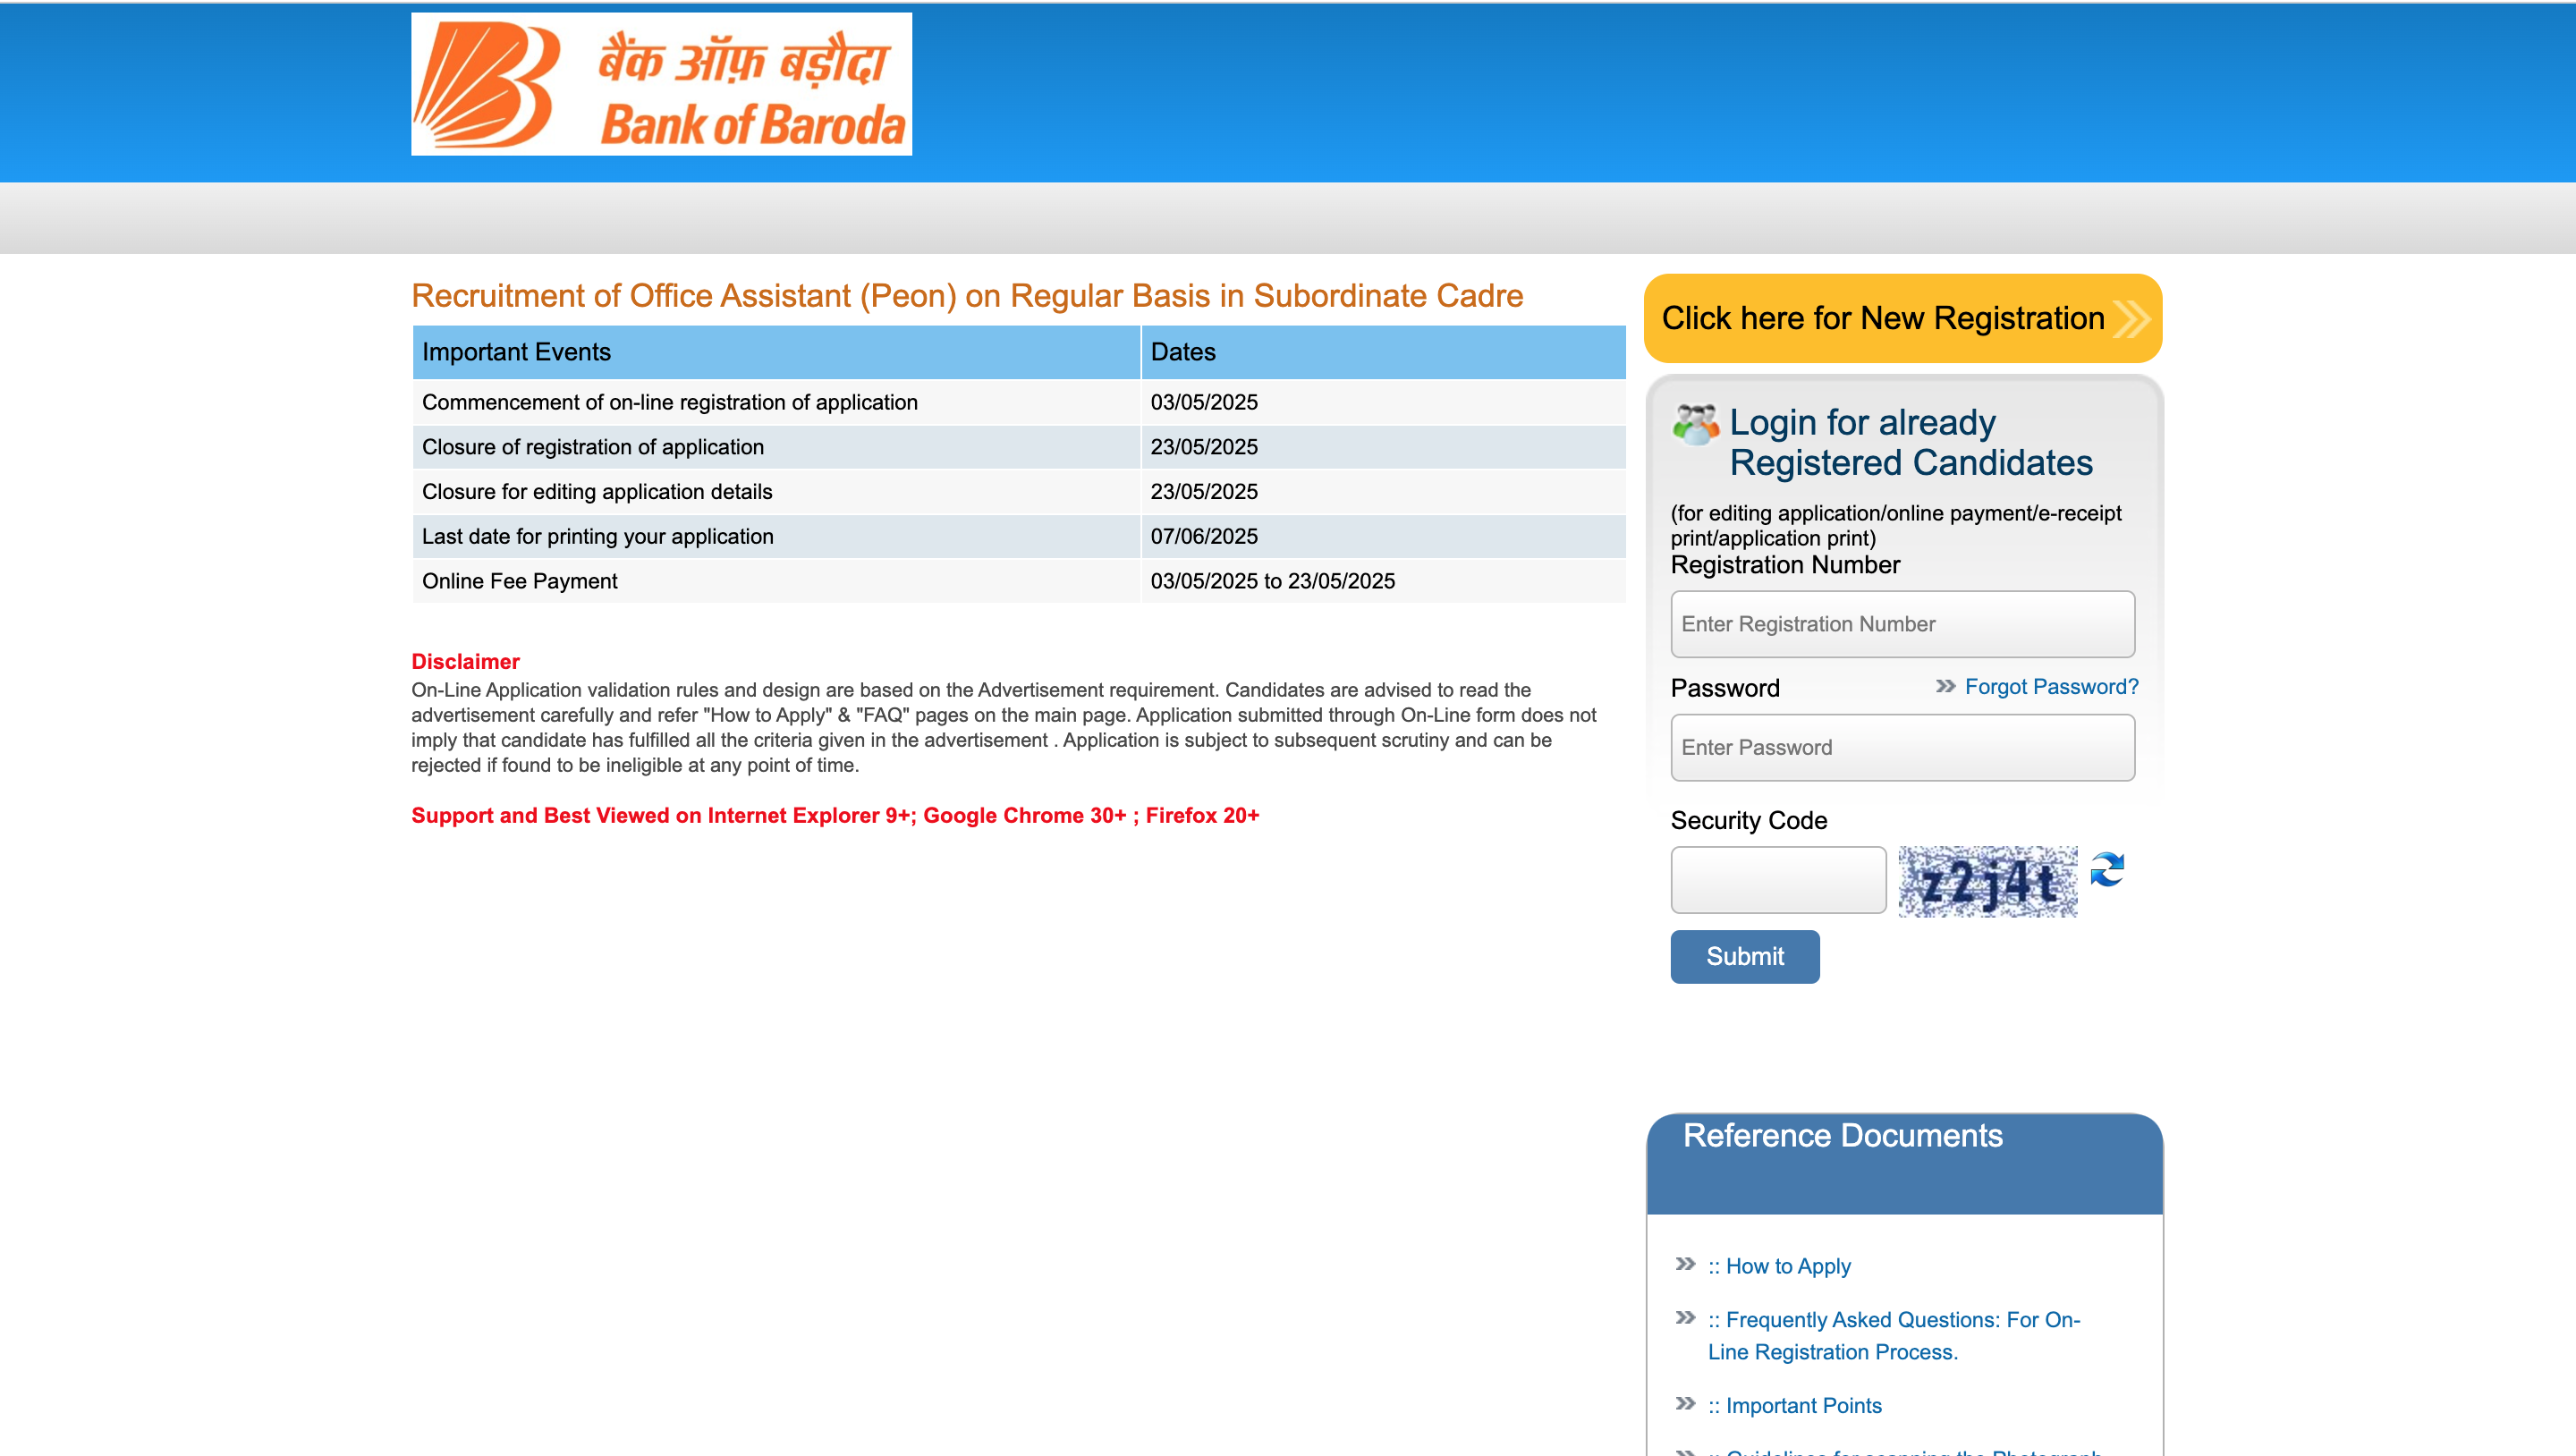 बैंक ऑफ़ बड़ौदा
Bank of Baroda
Recruitment of Office Assistant (Peon) on Regular Basis in Subordinate Cadre
Important Events Dates
Commencement of on-line registration of application 03/05/2025
Closure of registration of application 23/05/2025
Closure for editing application details 23/05/2025
Last date for printing your application 07/06/2025
Online Fee Payment 03/05/2025 to 23/05/2025
Disclaimer
On-Line Application validation rules and design are based on the Advertisement requirement. Candidates are advised to read the
advertisement carefully and refer "How to Apply" & "FAQ" pages on the main page. Application submitted through On-Line form does not
imply that candidate has fulfilled all the criteria given in the advertisement . Application is subject to subsequent scrutiny and can be
rejected if found to be ineligible at any point of time.
Support and Best Viewed on Internet Explorer 9+; Google Chrome 30+ ; Firefox 20+
Click here for New Registration
Login for already
Registered Candidates
(for editing application/online payment/e-receipt
print/application print)
Registration Number
Enter Registration Number
Password » Forgot Password?
Enter Password
Security Code
z2j4t
Submit
Reference Documents
» :: How to Apply
» :: Frequently Asked Questions: For On-
Line Registration Process.
» :: Important Points
» :: Guidelines for scanning the Photograph